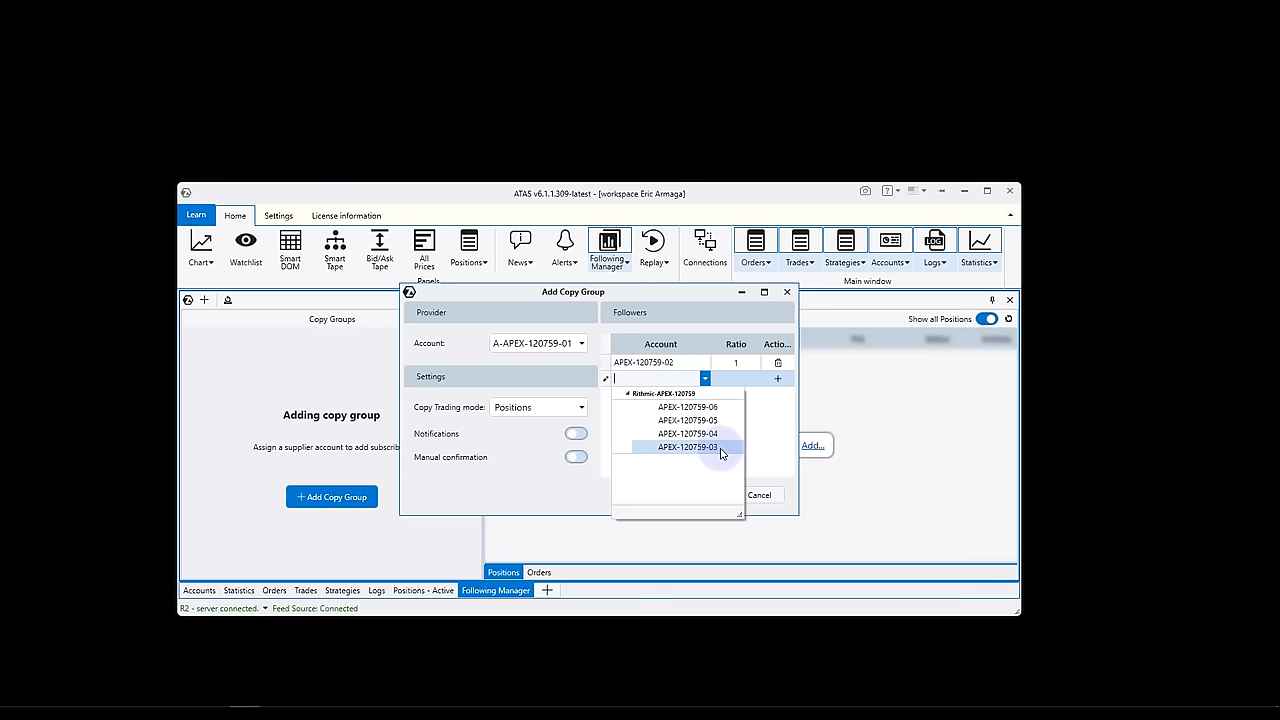 ATAS v6.1.1.309-latest - [workspace Eric Armaga]
Learn Home Settings License information
Chart Watchlist Smart DOM Smart Tape Bid/Ask Tape All Prices Positions News Alerts Following Manager Replay Connections Orders Trades Strategies Accounts Logs Statistics
Panels Main window
Add Copy Group
Provider Followers
Copy Groups Show all Positions
Account: A-APEX-120759-01 Account Ratio Actio...
APEX-120759-02 1
Settings
Rithmic-APEX-120759
Copy Trading mode: Positions APEX-120759-06
Adding copy group APEX-120759-05
Notifications APEX-120759-04
Assign a supplier account to add subscrib APEX-120759-03 Add...
Manual confirmation
+ Add Copy Group Cancel
Positions Orders
Accounts Statistics Orders Trades Strategies Logs Positions - Active Following Manager
R2 - server connected. Feed Source: Connected